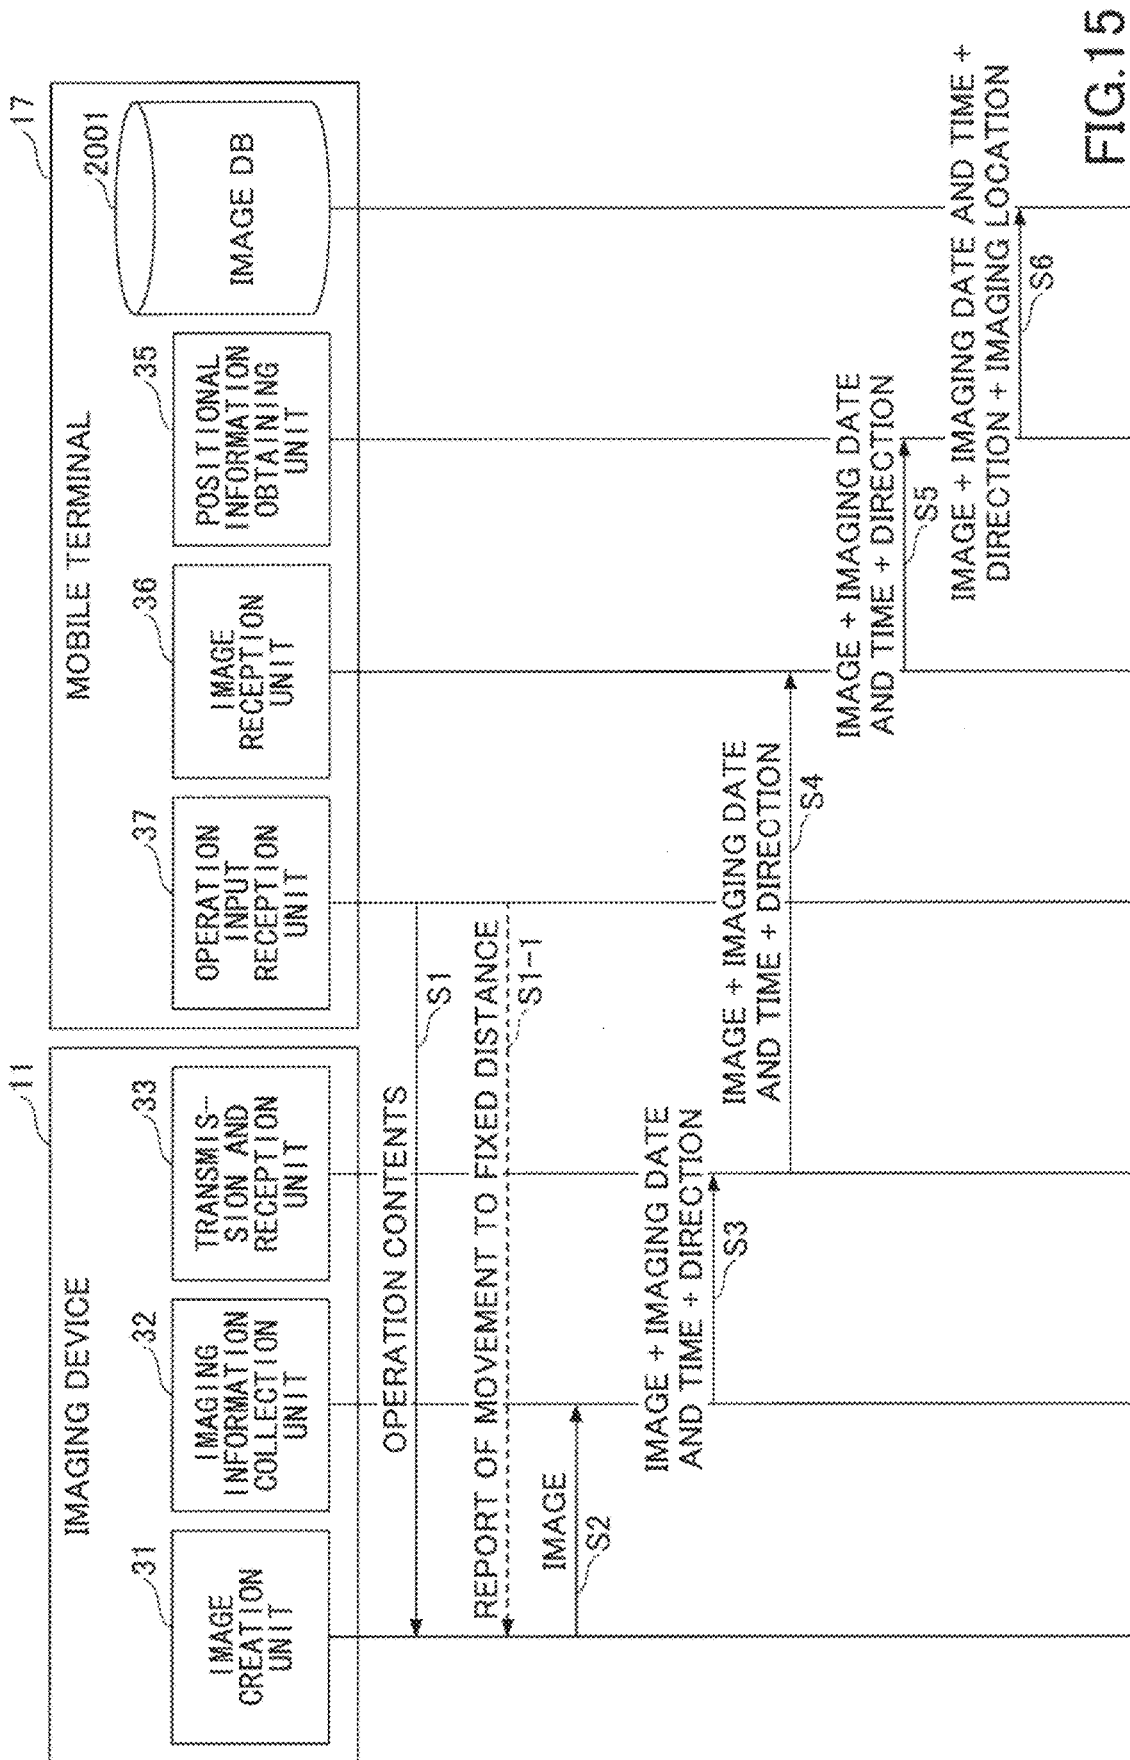 11
IMAGING DEVICE
31
IMAGE
CREATION
UNIT
32
IMAGING
INFORMATION
COLLECTION
UNIT
33
TRANSMIS-
SION AND
RECEPTION
UNIT
17
MOBILE TERMINAL
37
OPERATION
INPUT
RECEPTION
UNIT
36
IMAGE
RECEPTION
UNIT
35
POSITIONAL
INFORMATION
OBTAINING
UNIT
2001
IMAGE DB
OPERATION CONTENTS
S1
REPORT OF MOVEMENT TO FIXED DISTANCE
S1-1
IMAGE
S2
IMAGE + IMAGING DATE
AND TIME + DIRECTION
S3
IMAGE + IMAGING DATE
AND TIME + DIRECTION
S4
IMAGE + IMAGING DATE
AND TIME + DIRECTION
S5
IMAGE + IMAGING DATE AND TIME +
DIRECTION + IMAGING LOCATION
S6
FIG.15